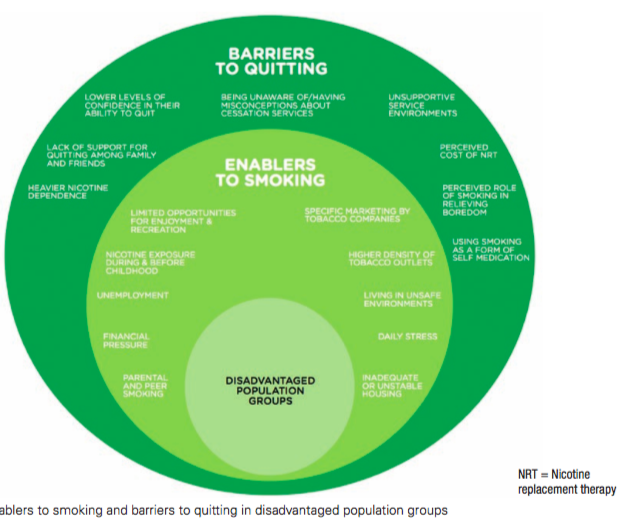 BARRIERS
TO QUITTING
LOWER LEVELS OF
CONFIDENCE IN THEIR
ABILITY TO QUIT
BEING UNAWARE OF/HAVING
MISCONCEPTIONS ABOUT
CESSATION SERVICES
UNSUPPORTIVE
SERVICE
ENVIRONMENTS
LACK OF SUPPORT FOR
QUITTING AMONG FAMILY
AND FRIENDS
PERCEIVED
COST OF NRT
HEAVIER NICOTINE
DEPENDENCE
PERCEIVED ROLE
OF SMOKING IN
RELIEVING
BOREDOM
USING SMOKING
AS A FORM OF
SELF MEDICATION
ENABLERS
TO SMOKING
LIMITED OPPORTUNITIES
FOR ENJOYMENT &
RECREATION
SPECIFIC MARKETING BY
TOBACCO COMPANIES
NICOTINE EXPOSURE
DURING & BEFORE
CHILDHOOD
HIGHER DENSITY OF
TOBACCO OUTLETS
UNEMPLOYMENT
LIVING IN UNSAFE
ENVIRONMENTS
FINANCIAL
PRESSURE
DAILY STRESS
PARENTAL
AND PEER
SMOKING
INADEQUATE
OR UNSTABLE
HOUSING
DISADVANTAGED
POPULATION
GROUPS
NRT = Nicotine
replacement therapy
ablers to smoking and barriers to quitting in disadvantaged population groups